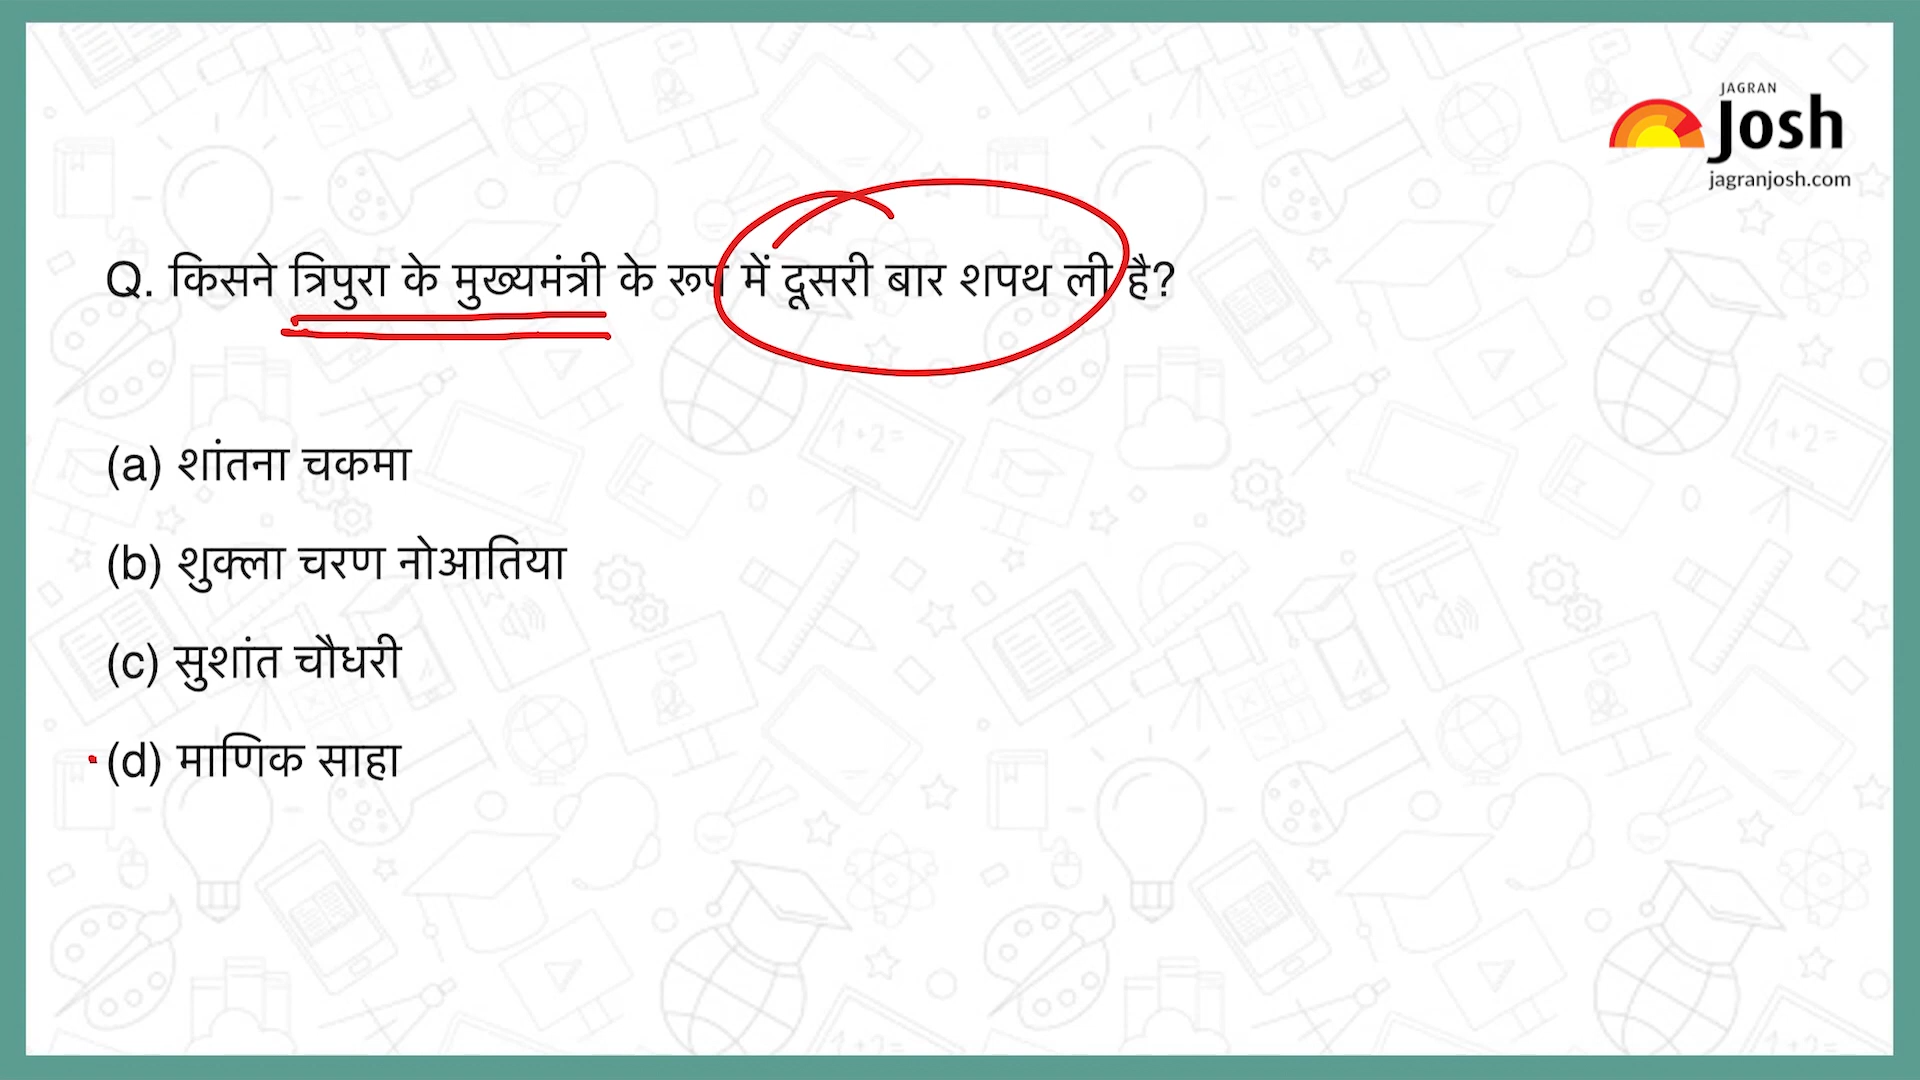 JAGRAN
Josh
jagranjosh.com
Q. किसने त्रिपुरा के मुख्यमंत्री के रूप में दूसरी बार शपथ ली है?
(a) शांतना चकमा
(b) शुक्ला चरण नोआतिया
(c) सुशांत चौधरी
(d) माणिक साहा